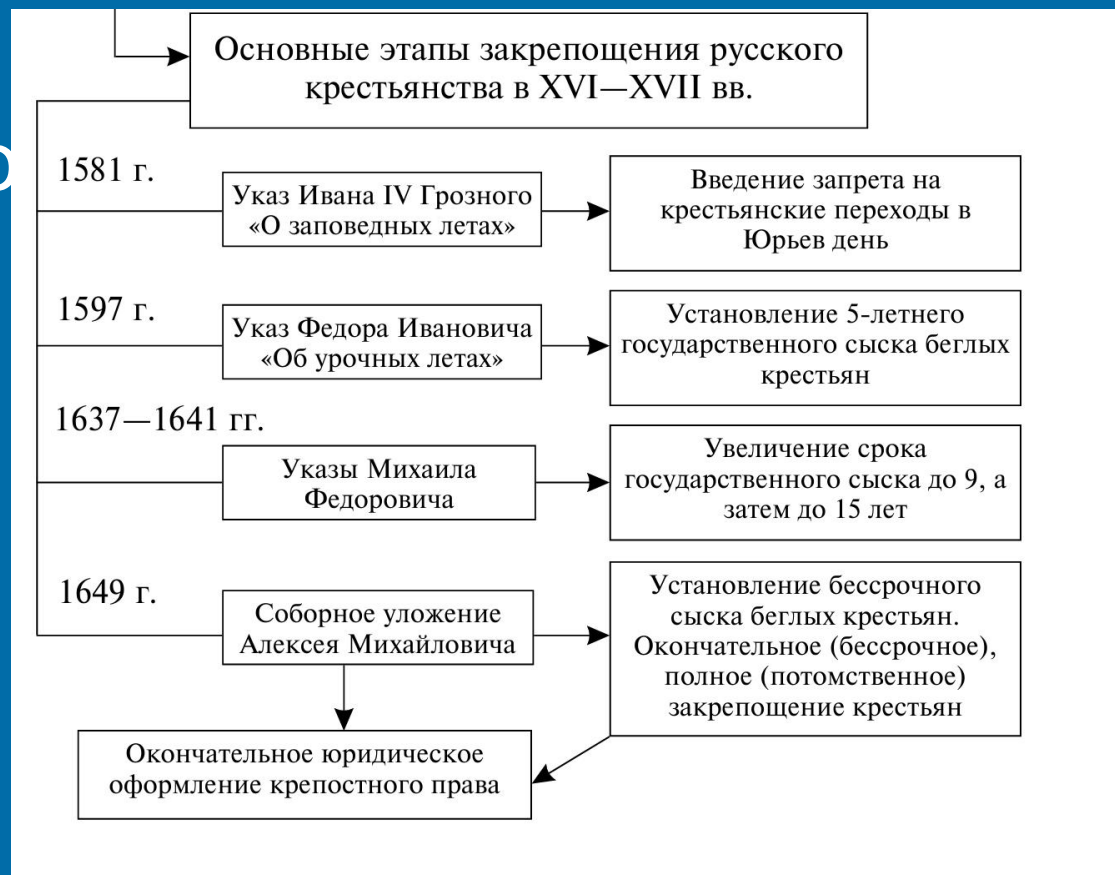 Основные этапы закрепощения русского
крестьянства в XVI—XVII вв.
1581 г.
Указ Ивана IV Грозного
«О заповедных летах»
Введение запрета на
крестьянские переходы в
Юрьев день
1597 г.
Указ Федора Ивановича
«Об урочных летах»
Установление 5-летнего
государственного сыска беглых
крестьян
1637—1641 гг.
Указы Михаила
Федоровича
Увеличение срока
государственного сыска до 9, а
затем до 15 лет
1649 г.
Соборное уложение
Алексея Михайловича
Установление бессрочного
сыска беглых крестьян.
Окончательное (бессрочное),
полное (потомственное)
закрепощение крестьян
Окончательное юридическое
оформление крепостного права